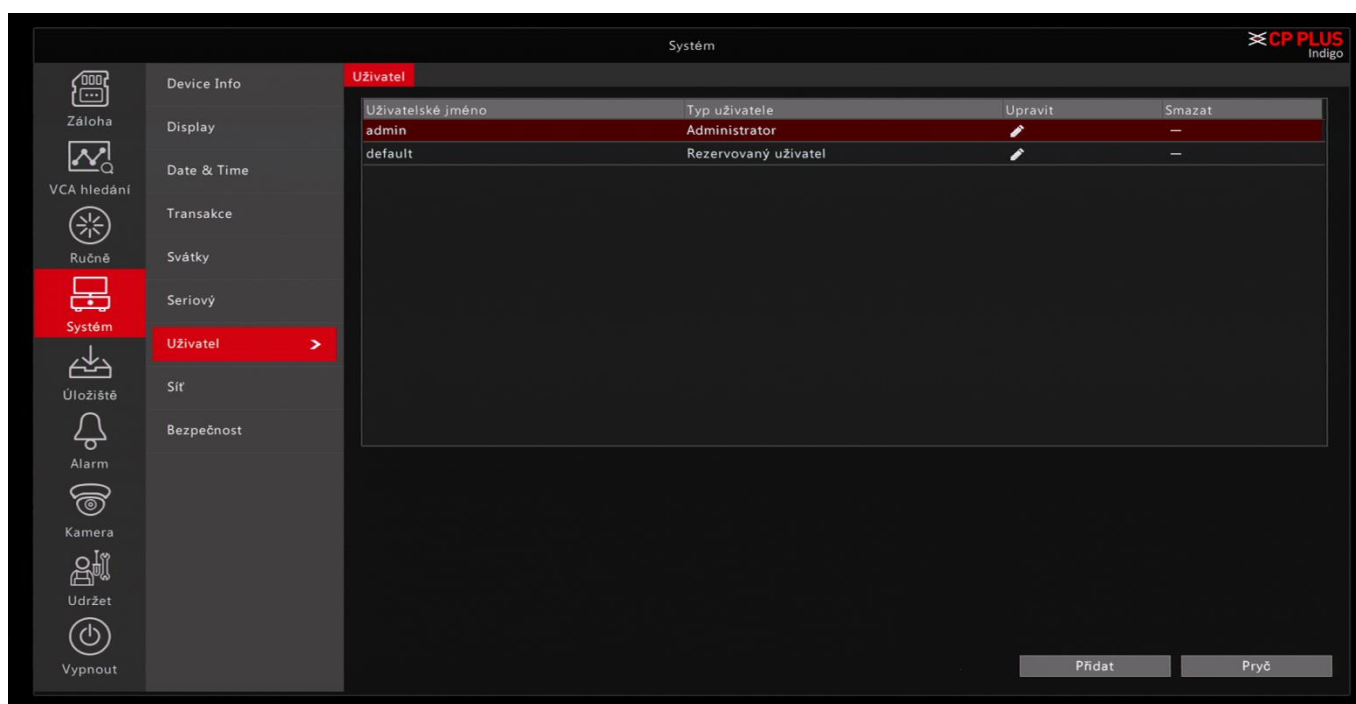 Systém
CP PLUS
Indigo
Záloha
VCA hledání
Ručně
Systém
Úložiště
Alarm
Kamera
Udržet
Vypnout
Device Info
Display
Date & Time
Transakce
Svátky
Seriový
Uživatel >
Síť
Bezpečnost
Uživatel
Uživatelské jméno Typ uživatele Upravit Smazat
admin Administrator —
default Rezervovaný uživatel —
Přidat Pryč